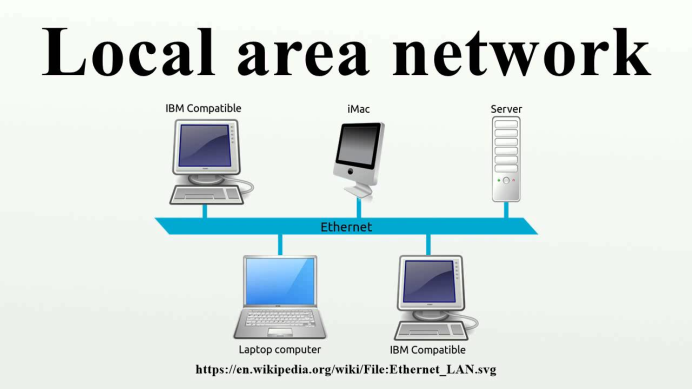 Local area network
IBM Compatible
iMac
Server
Ethernet
Laptop computer
IBM Compatible
https://en.wikipedia.org/wiki/File:Ethernet_LAN.svg